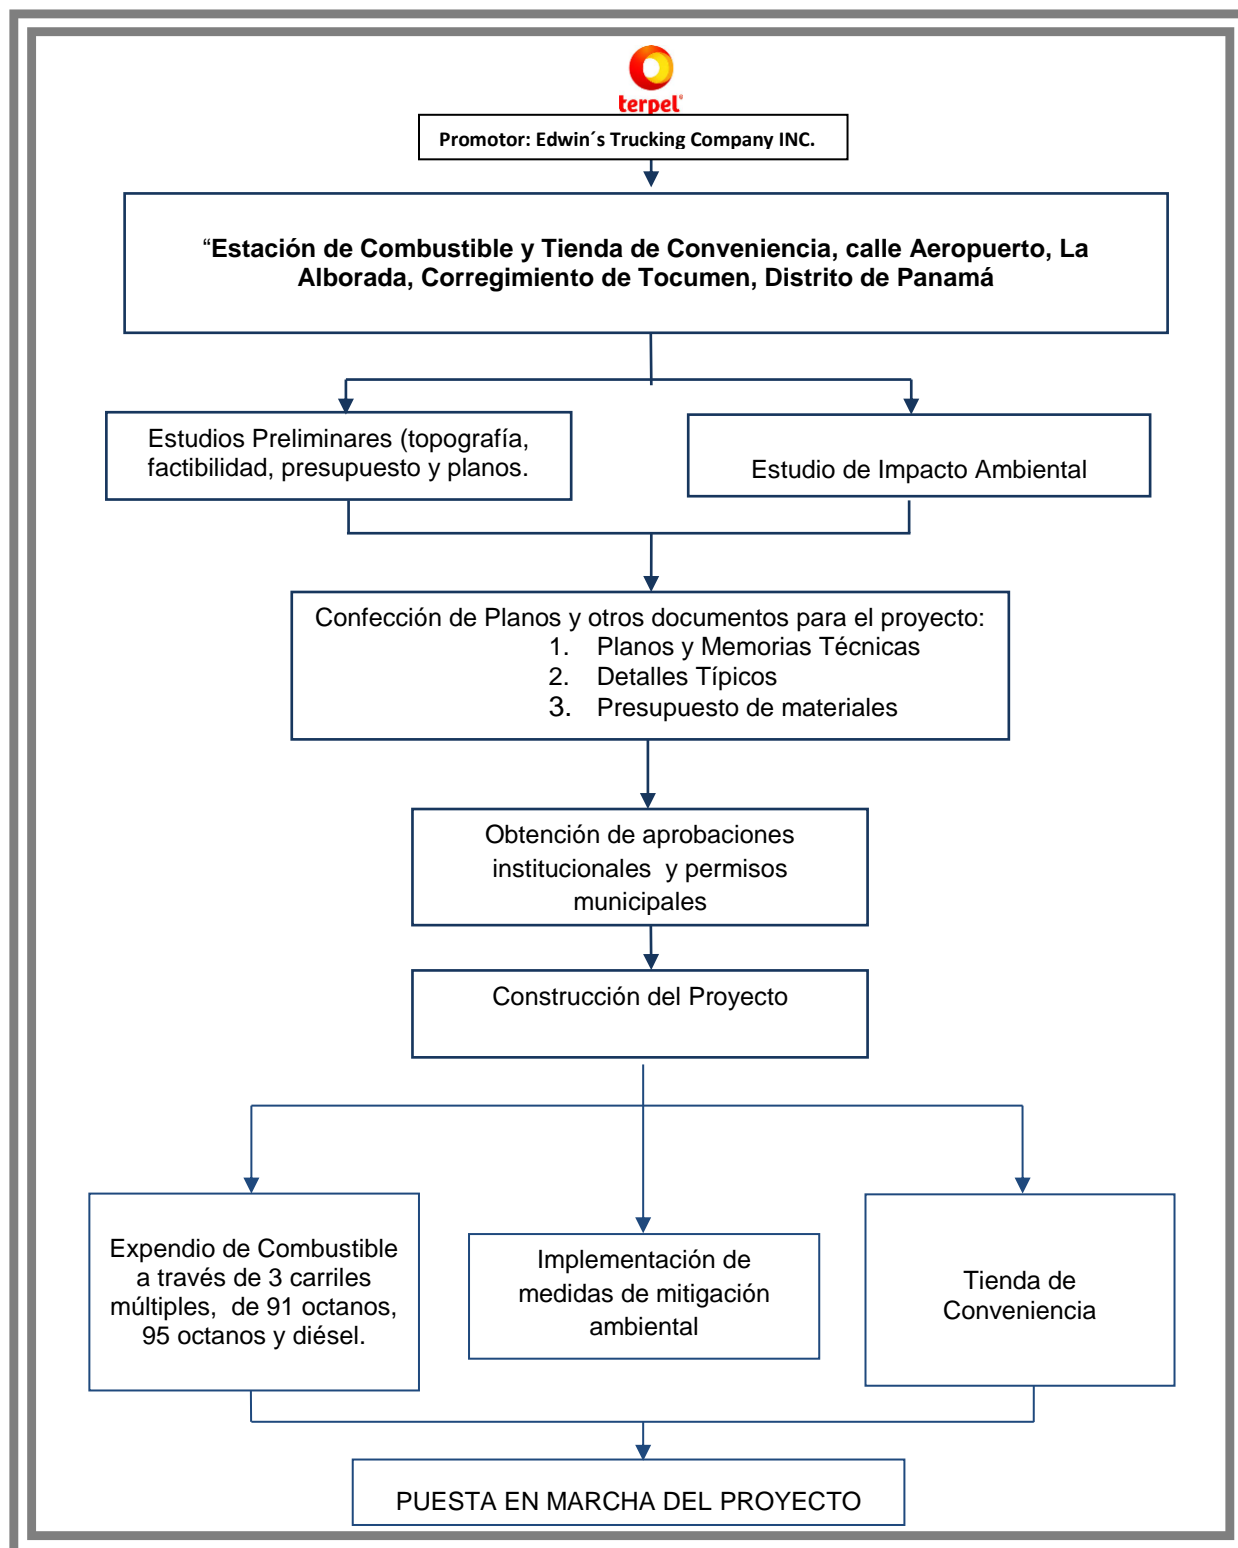 terpel
Promotor: Edwin´s Trucking Company INC.
“Estación de Combustible y Tienda de Conveniencia, calle Aeropuerto, La
Alborada, Corregimiento de Tocumen, Distrito de Panamá
Estudios Preliminares (topografía,
factibilidad, presupuesto y planos.
Estudio de Impacto Ambiental
Confección de Planos y otros documentos para el proyecto:
1. Planos y Memorias Técnicas
2. Detalles Típicos
3. Presupuesto de materiales
Obtención de aprobaciones
institucionales y permisos
municipales
Construcción del Proyecto
Expendio de Combustible
a través de 3 carriles
múltiples, de 91 octanos,
95 octanos y diésel.
Implementación de
medidas de mitigación
ambiental
Tienda de
Conveniencia
PUESTA EN MARCHA DEL PROYECTO